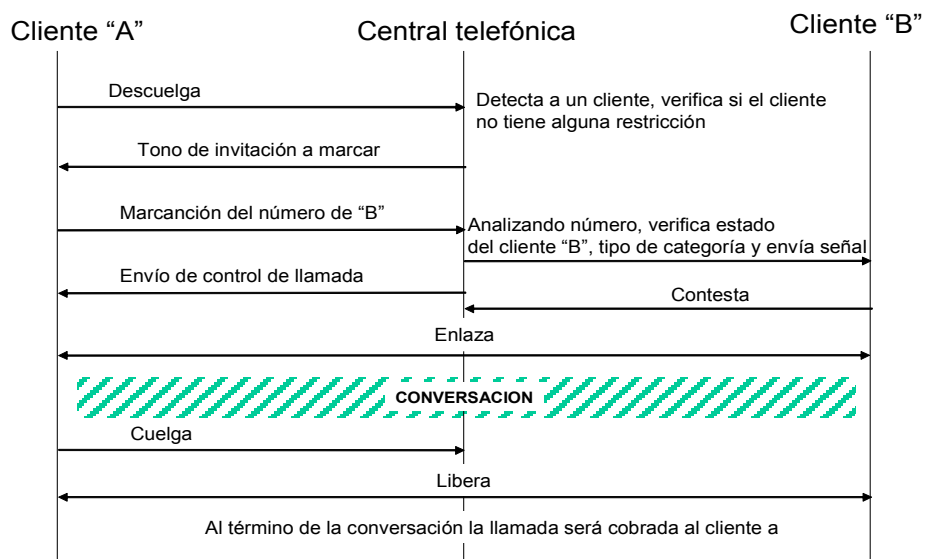 Cliente “A”
Central telefónica
Cliente “B”
Descuelga
Detecta a un cliente, verifica si el cliente
no tiene alguna restricción
Tono de invitación a marcar
Marcanción del número de “B”
Analizando número, verifica estado
del cliente “B”, tipo de categoría y envía señal
Envío de control de llamada
Contesta
Enlaza
CONVERSACION
Cuelga
Libera
Al término de la conversación la llamada será cobrada al cliente a